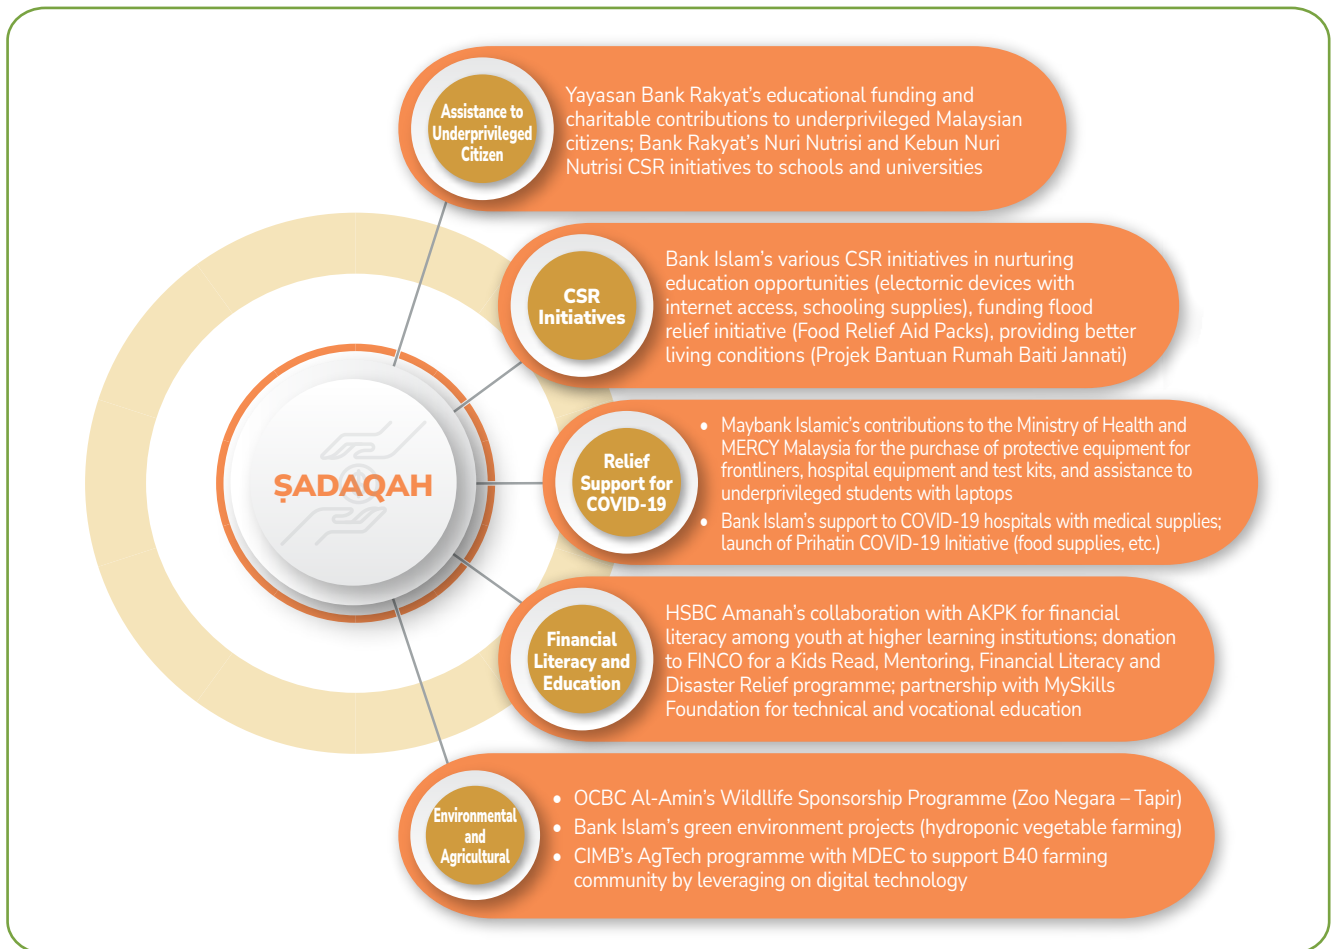 Assistance to
Underprivileged
Citizen
Yayasan Bank Rakyat’s educational funding and
charitable contributions to underprivileged Malaysian
citizens; Bank Rakyat’s Nuri Nutrisi and Kebun Nuri
Nutrisi CSR initiatives to schools and universities
CSR
Initiatives
Bank Islam’s various CSR initiatives in nurturing
education opportunities (electornic devices with
internet access, schooling supplies), funding flood
relief initiative (Food Relief Aid Packs), providing better
living conditions (Projek Bantuan Rumah Baiti Jannati)
ṢADAQAH
Relief
Support for
COVID-19
• Maybank Islamic’s contributions to the Ministry of Health and
MERCY Malaysia for the purchase of protective equipment for
frontliners, hospital equipment and test kits, and assistance to
underprivileged students with laptops
• Bank Islam’s support to COVID-19 hospitals with medical supplies;
launch of Prihatin COVID-19 Initiative (food supplies, etc.)
Financial
Literacy and
Education
HSBC Amanah’s collaboration with AKPK for financial
literacy among youth at higher learning institutions; donation
to FINCO for a Kids Read, Mentoring, Financial Literacy and
Disaster Relief programme; partnership with MySkills
Foundation for technical and vocational education
Environmental
and
Agricultural
• OCBC Al-Amin’s Wildllife Sponsorship Programme (Zoo Negara – Tapir)
• Bank Islam’s green environment projects (hydroponic vegetable farming)
• CIMB’s AgTech programme with MDEC to support B40 farming
community by leveraging on digital technology